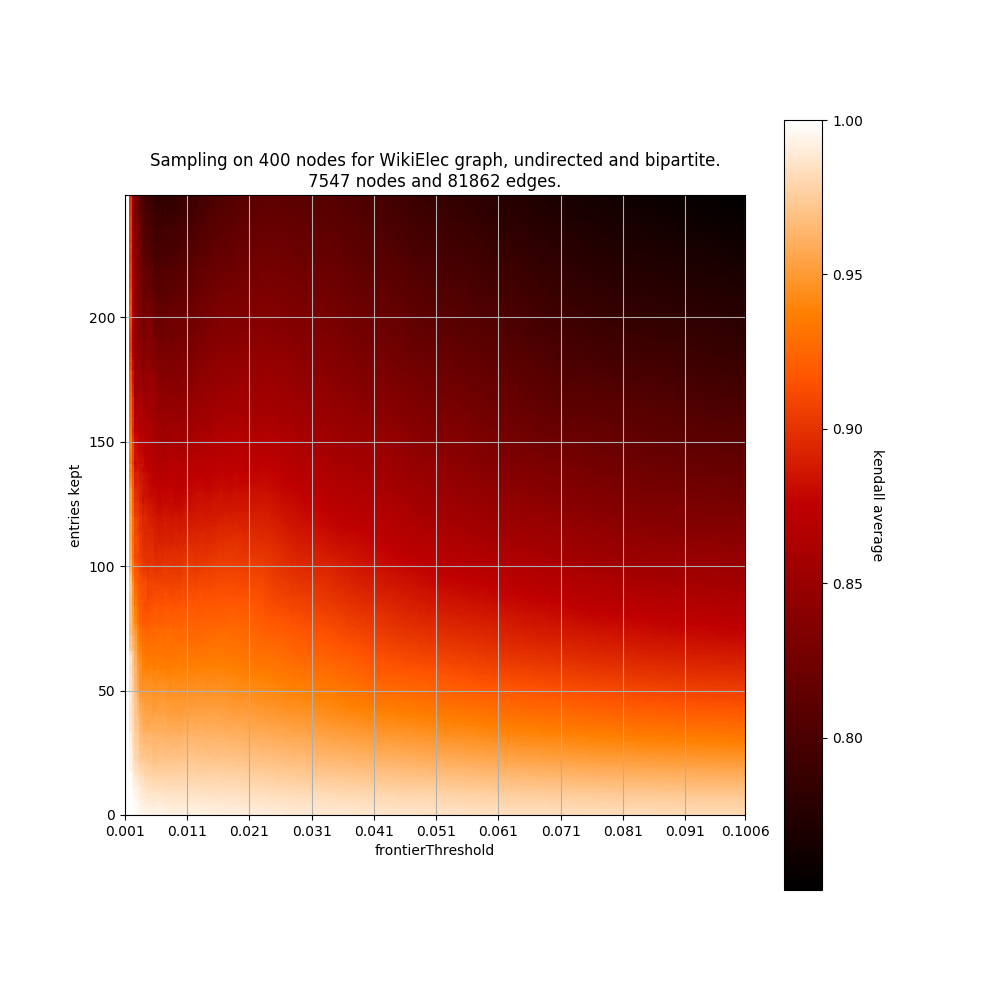 Sampling on 400 nodes for WikiElec graph, undirected and bipartite.
7547 nodes and 81862 edges.
1.00
0.95
0.90
0.85
0.80
kendall average
200
150
100
50
0
entries kept
0.001 0.011 0.021 0.031 0.041 0.051 0.061 0.071 0.081 0.091 0.1006
frontierThreshold